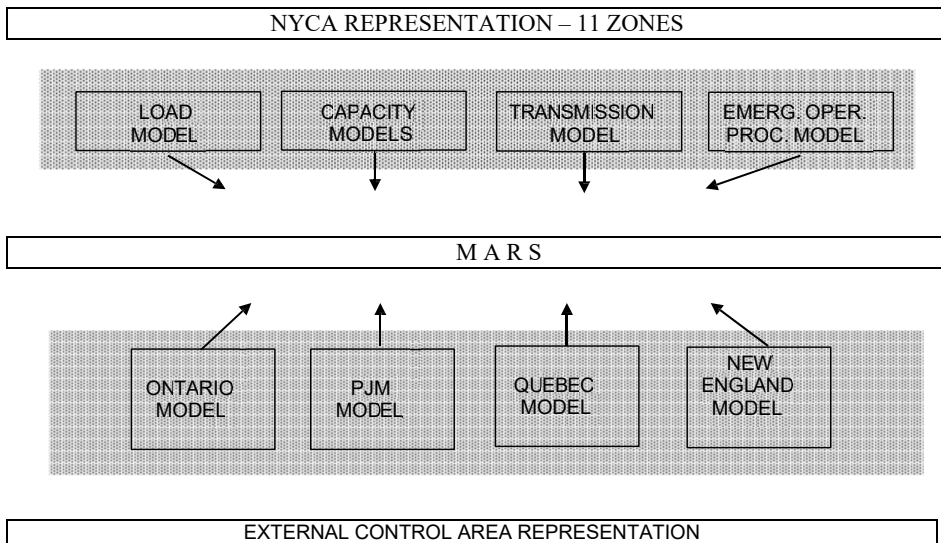 NYCA REPRESENTATION – 11 ZONES
LOAD
MODEL
CAPACITY
MODELS
TRANSMISSION
MODEL
EMERG. OPER.
PROC. MODEL
M A R S
ONTARIO
MODEL
PJM
MODEL
QUEBEC
MODEL
NEW
ENGLAND
MODEL
EXTERNAL CONTROL AREA REPRESENTATION